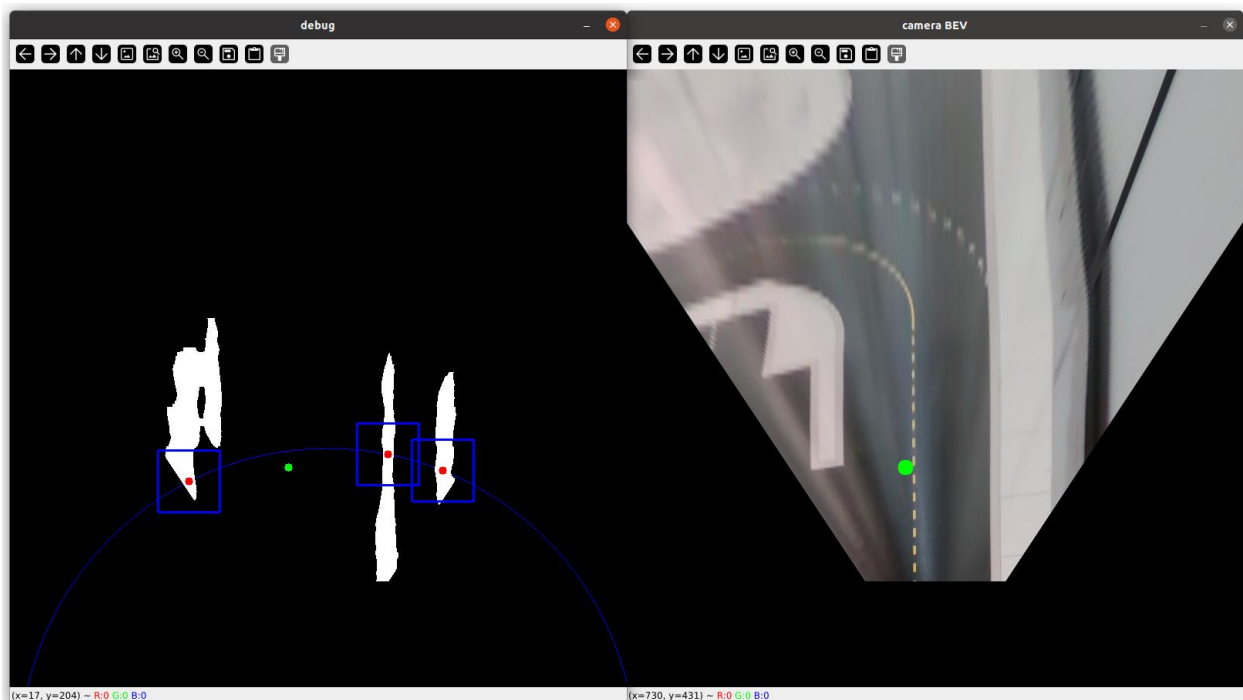 debug
camera BEV
(x=17, y=204) ~ R:0 G:0 B:0
(x=730, y=431) ~ R:0 G:0 B:0